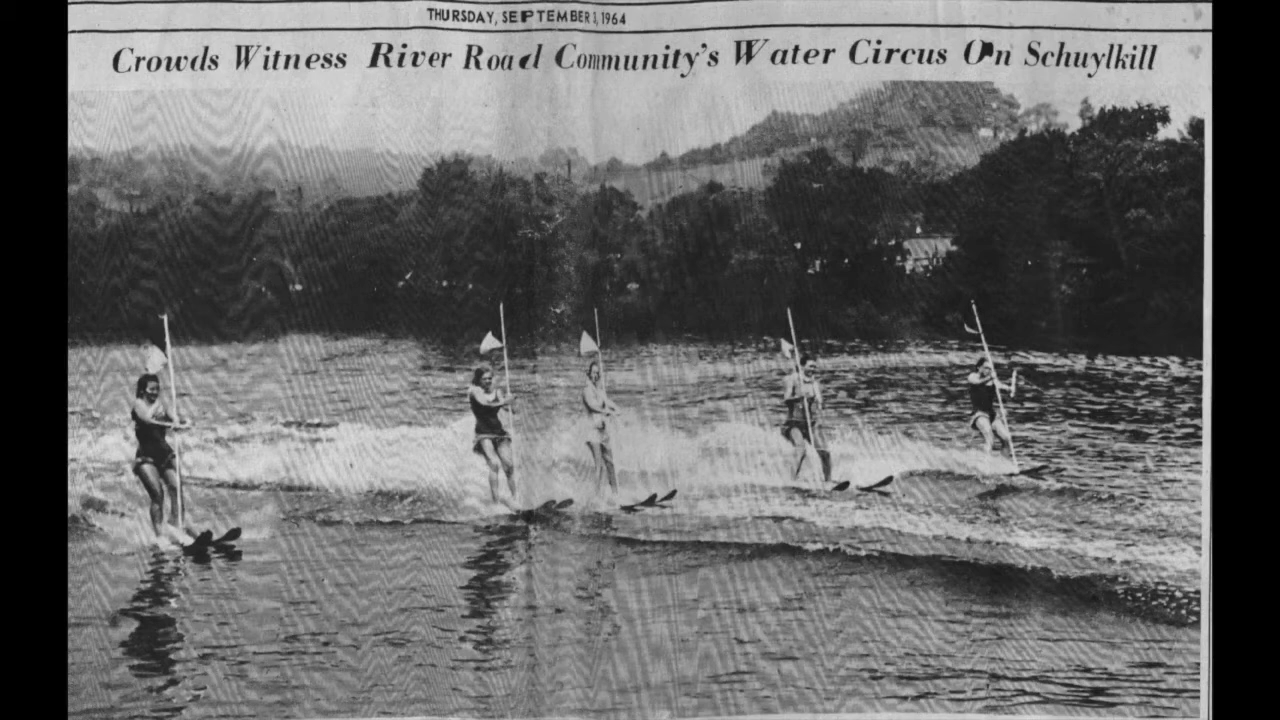 THURSDAY, SEPTEMBER 3, 1964
Crowds Witness River Road Community's Water Circus On Schuylkill